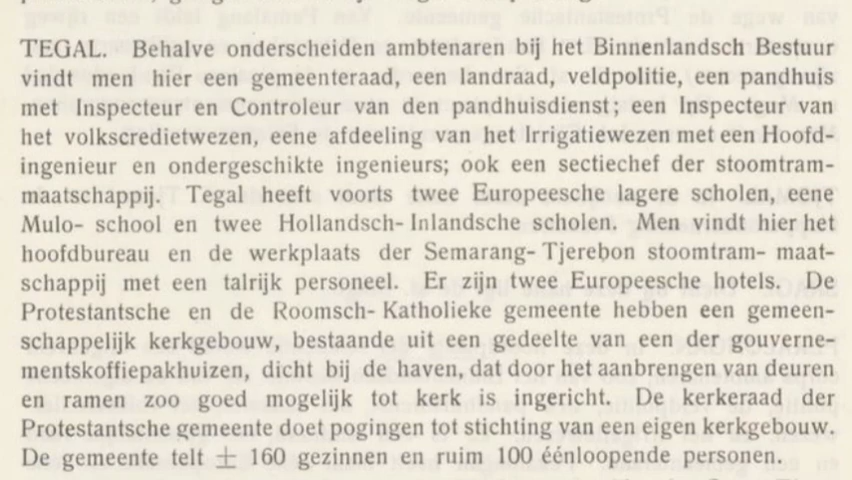 TEGAL. Behalve onderscheiden ambtenaren bij het Binnenlandsch Bestuur
vindt men hier een gemeenteraad, een landraad, veldpolitie, een pandhuis
met Inspecteur en Controleur van den pandhuisdienst; een Inspecteur van
het volkscredietwezen, eene afdeeling van het Irrigatiewezen met een Hoofd-
ingenieur en ondergeschikte ingenieurs; ook een sectiechef der stoomtram-
maatschappij. Tegal heeft voorts twee Europeesche lagere scholen, eene
Mulo- school en twee Hollandsch- Inlandsche scholen. Men vindt hier het
hoofdbureau en de werkplaats der Semarang- Tjerebon stoomtram- maat-
schappij met een talrijk personeel. Er zijn twee Europeesche hotels. De
Protestantsche en de Roomsch- Katholieke gemeente hebben een gemeen-
schappelijk kerkgebouw, bestaande uit een gedeelte van een der gouverne-
mentskoffiepakhuizen, dicht bij de haven, dat door het aanbrengen van deuren
en ramen zoo goed mogelijk tot kerk is ingericht. De kerkeraad der
Protestantsche gemeente doet pogingen tot stichting van een eigen kerkgebouw.
De gemeente telt ± 160 gezinnen en ruim 100 éénloopende personen.